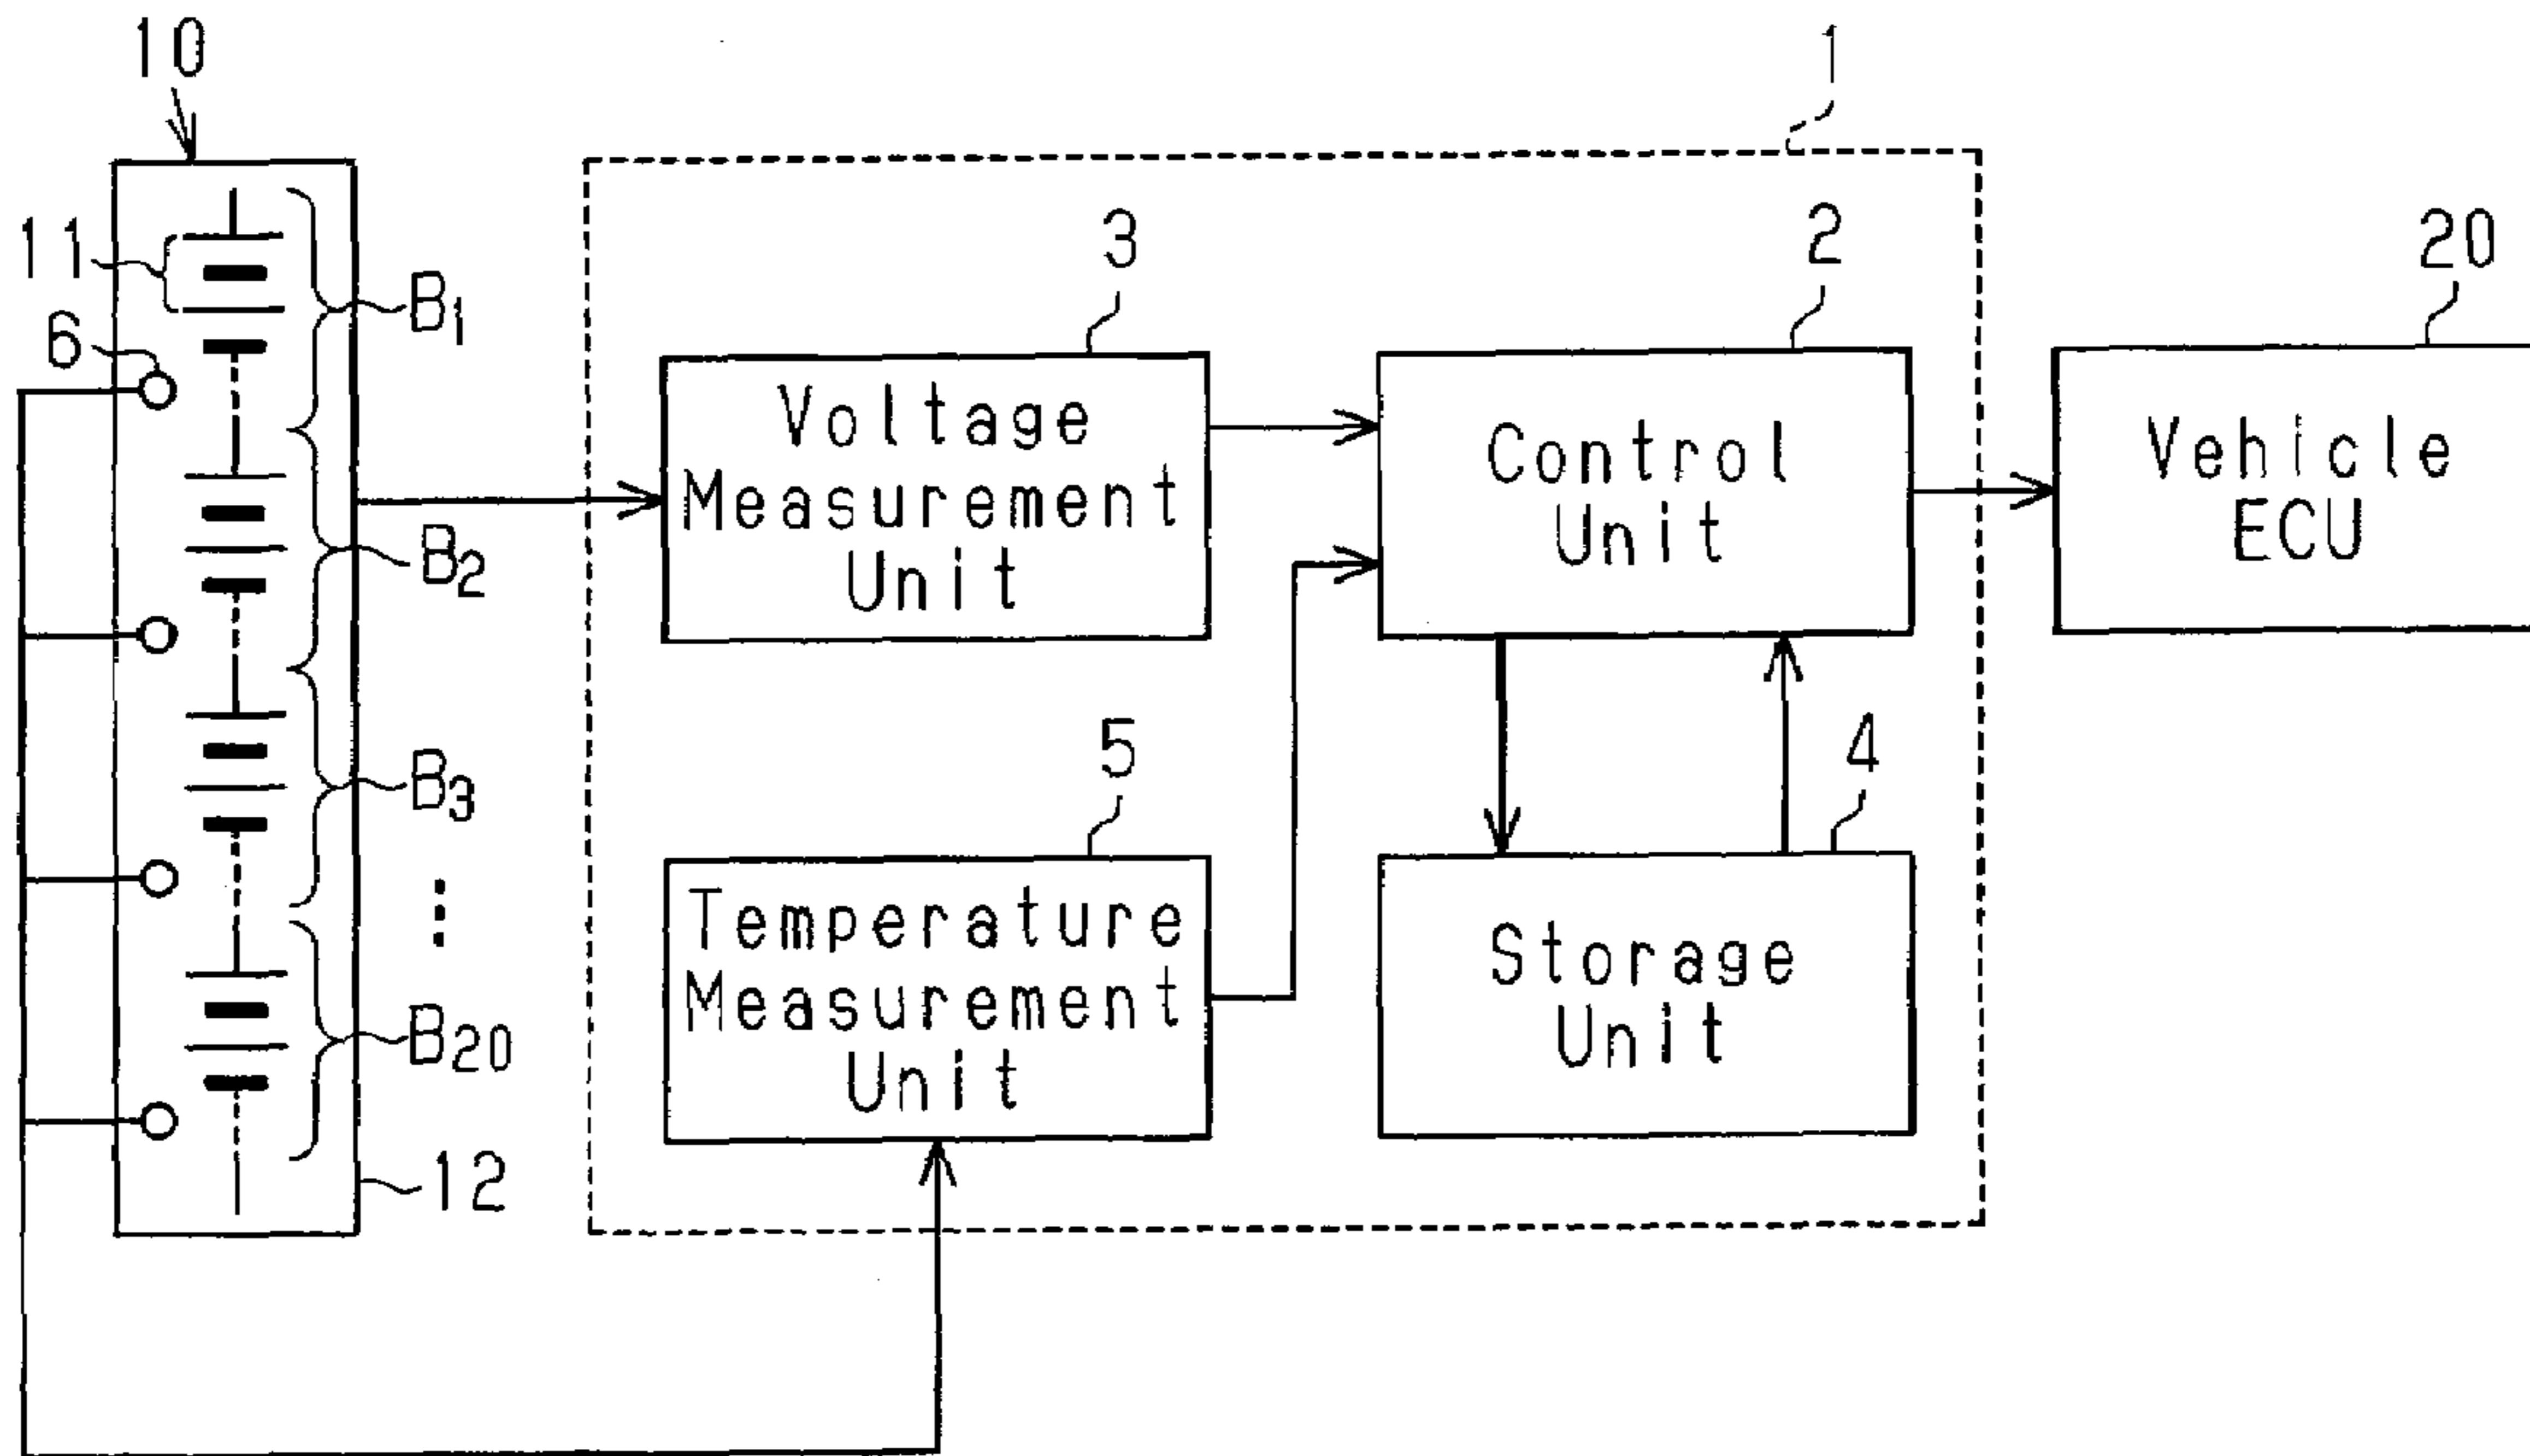 10
1
11
B1
6
3
2
20
Voltage
Measurement
Unit
Control
Unit
Vehicle
ECU
B2
B3
5
4
Temperature
Measurement
Unit
Storage
Unit
B20
12